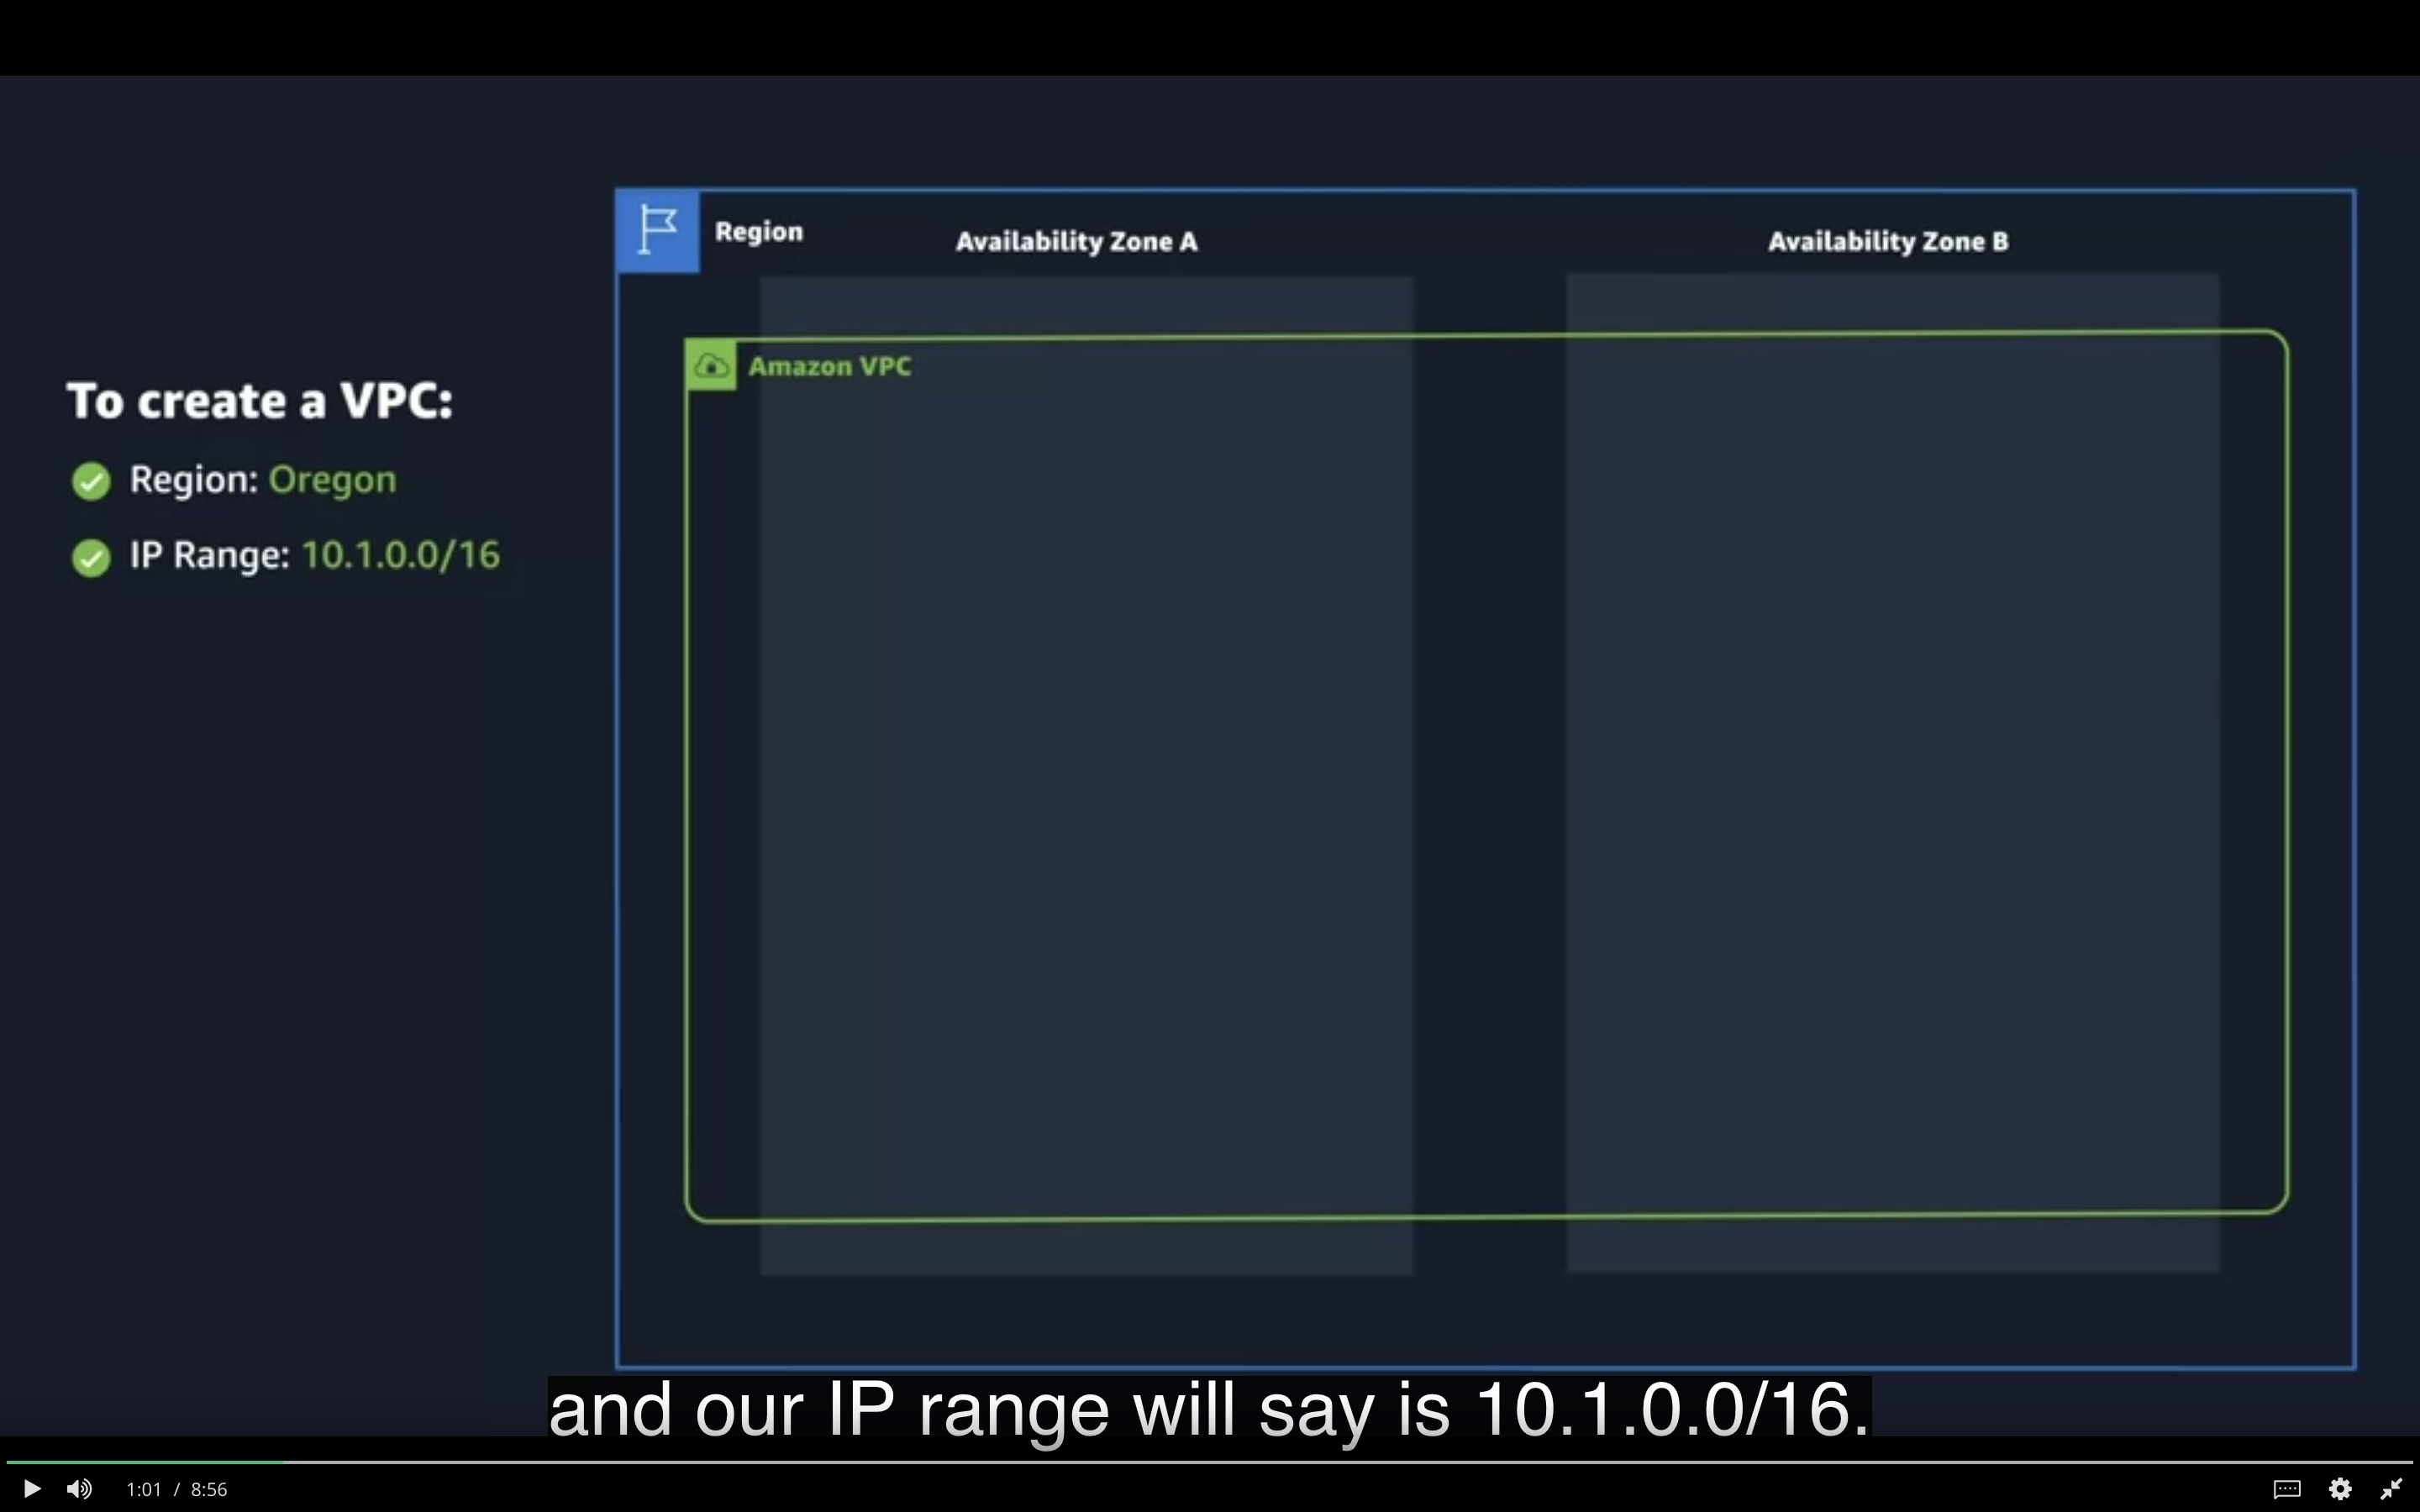 Region
Availability Zone A
Availability Zone B
Amazon VPC
To create a VPC:
Region: Oregon
IP Range: 10.1.0.0/16
and our IP range will say is 10.1.0.0/16.
1:01 / 8:56